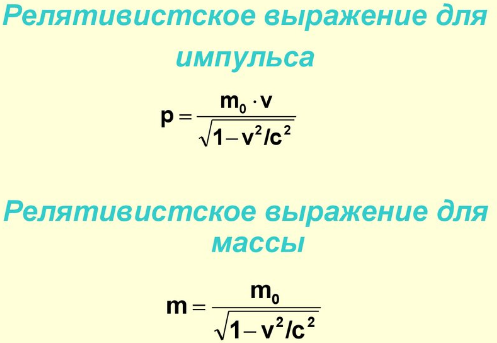 Релятивистское выражение для
импульса
p = m₀ · v / √1 – v²/c²
Релятивистское выражение для
массы
m = m₀ / √1 – v²/c²